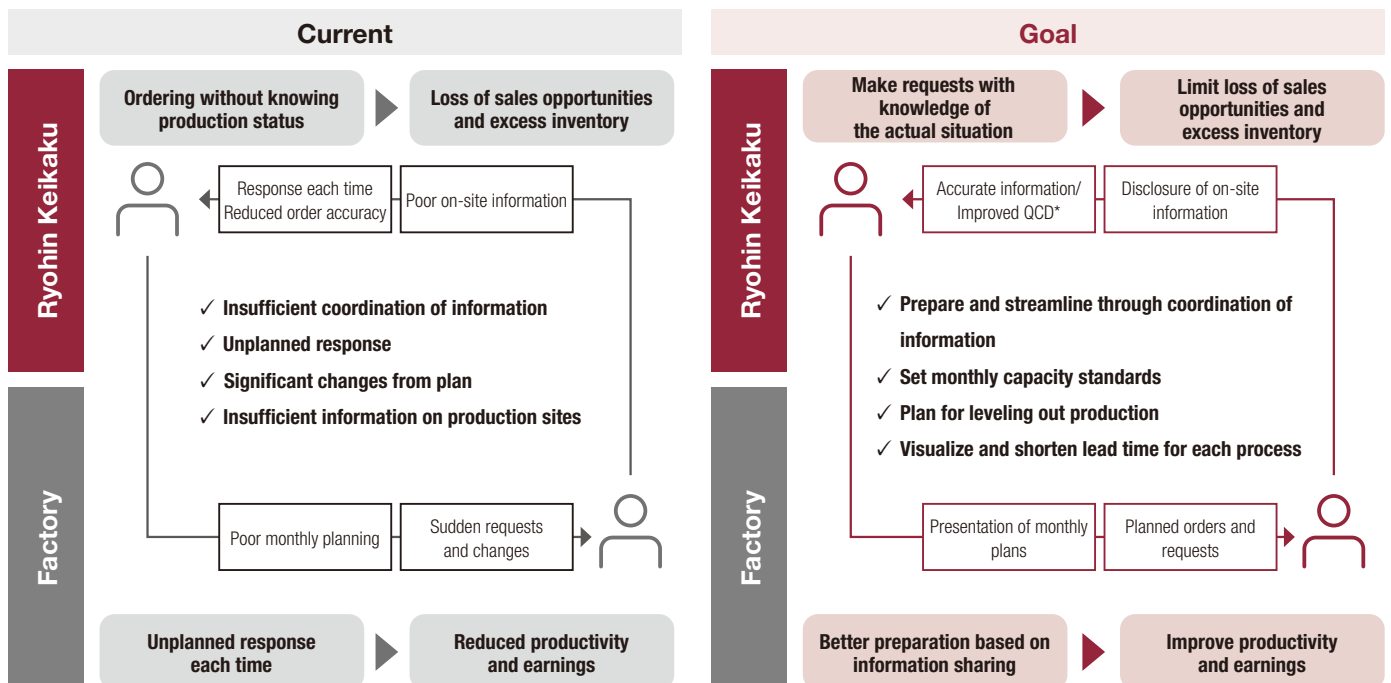 Current
Ryohin Keikaku
Ordering without knowing
production status
Loss of sales opportunities
and excess inventory
Response each time
Reduced order accuracy
Poor on-site information
✓ Insufficient coordination of information
✓ Unplanned response
✓ Significant changes from plan
✓ Insufficient information on production sites
Factory
Poor monthly planning
Sudden requests
and changes
Unplanned response
each time
Reduced productivity
and earnings
Goal
Ryohin Keikaku
Make requests with
knowledge of
the actual situation
Limit loss of sales
opportunities and
excess inventory
Accurate information/
Improved QCD*
Disclosure of on-site
information
✓ Prepare and streamline through coordination of
information
✓ Set monthly capacity standards
✓ Plan for leveling out production
✓ Visualize and shorten lead time for each process
Factory
Presentation of monthly
plans
Planned orders and
requests
Better preparation based on
information sharing
Improve productivity
and earnings